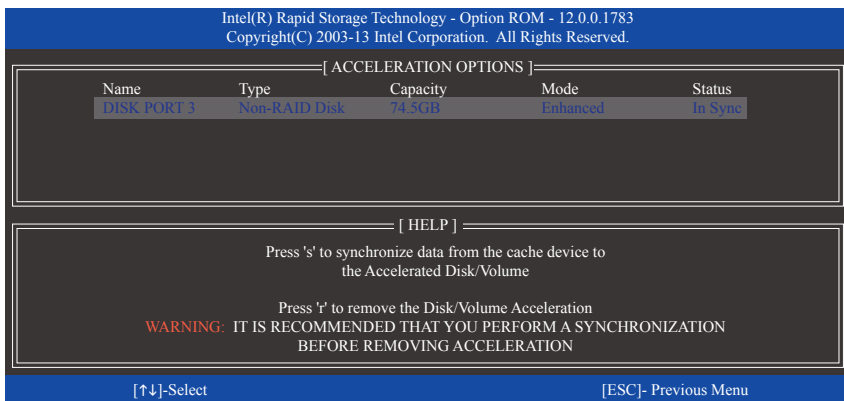 Intel(R) Rapid Storage Technology - Option ROM - 12.0.0.1783
Copyright(C) 2003-13 Intel Corporation. All Rights Reserved.
[ ACCELERATION OPTIONS ]
Name Type Capacity Mode Status
DISK PORT 3 Non-RAID Disk 74.5GB Enhanced In Sync
[ HELP ]
Press 's' to synchronize data from the cache device to
the Accelerated Disk/Volume
Press 'r' to remove the Disk/Volume Acceleration
WARNING: IT IS RECOMMENDED THAT YOU PERFORM A SYNCHRONIZATION
BEFORE REMOVING ACCELERATION
[↑↓]-Select [ESC]- Previous Menu